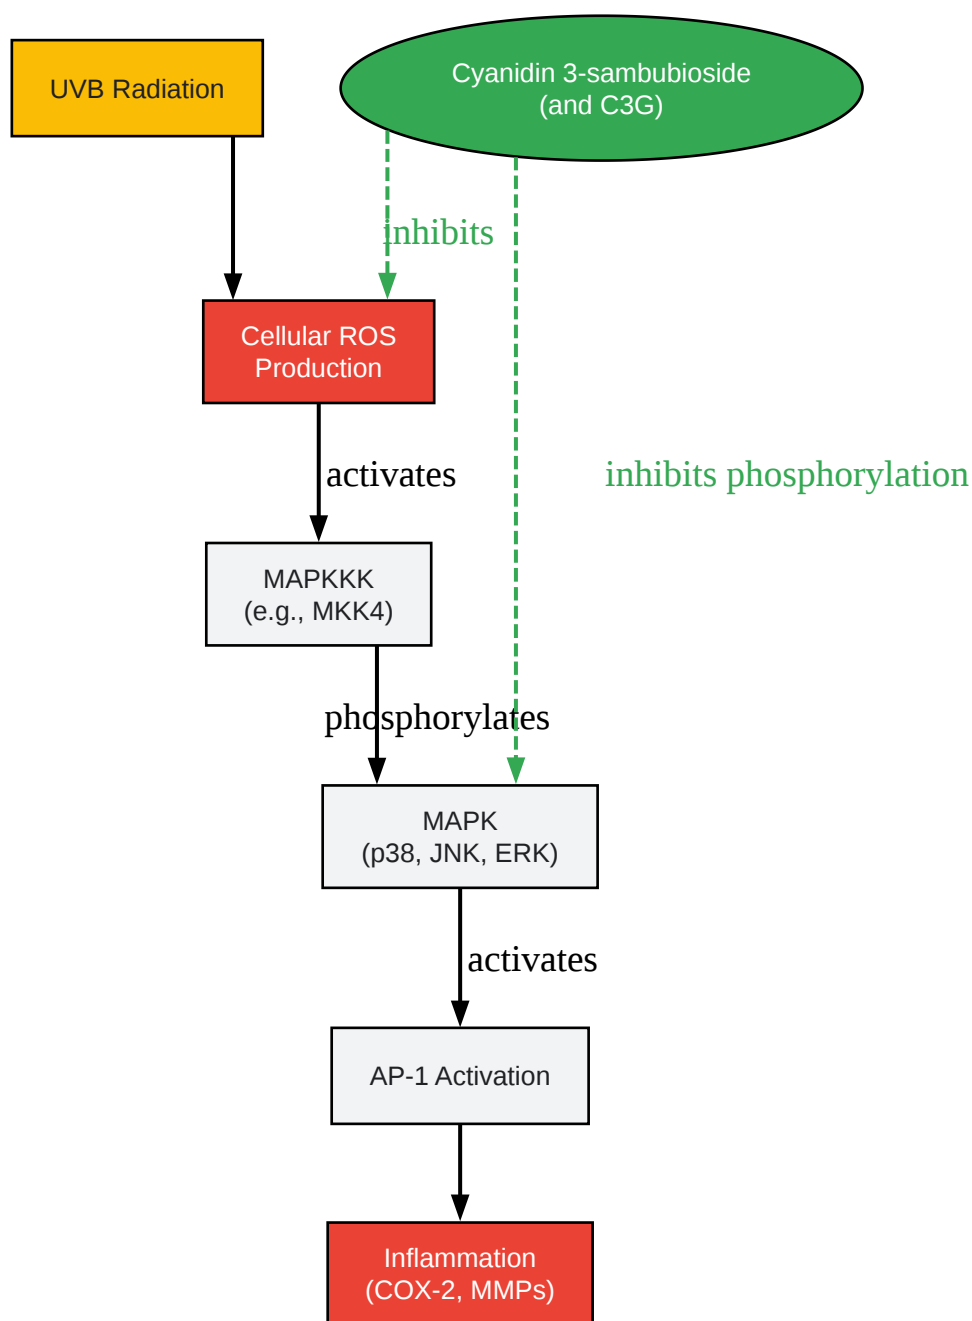 UVB Radiation
Cyanidin 3-sambubioside
(and C3G)
inhibits
Cellular ROS
Production
activates
inhibits phosphorylation
MAPKKK
(e.g., MKK4)
phosphorylates
MAPK
(p38, JNK, ERK)
activates
AP-1 Activation
Inflammation
(COX-2, MMPs)